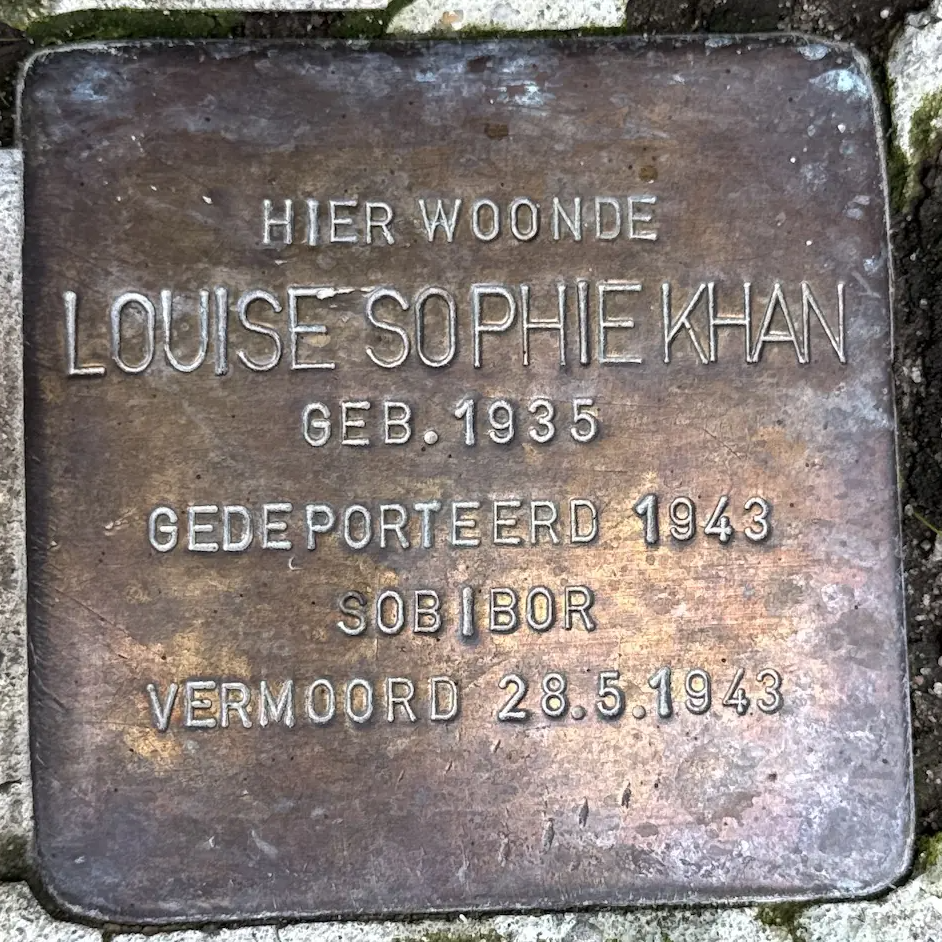 HIER WOONDE
LOUISE SOPHIE KHAN
GEB. 1935
GEDEPORTEERD 1943
SOBIBOR
VERMOORD 28.5.1943